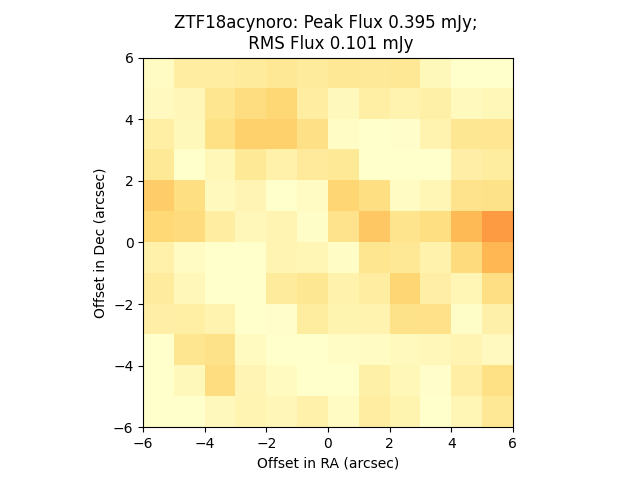 ZTF18acynoro: Peak Flux 0.395 mJy;
RMS Flux 0.101 mJy
6
4
2
0
−2
−4
−6
Offset in Dec (arcsec)
−6 −4 −2 0 2 4 6
Offset in RA (arcsec)